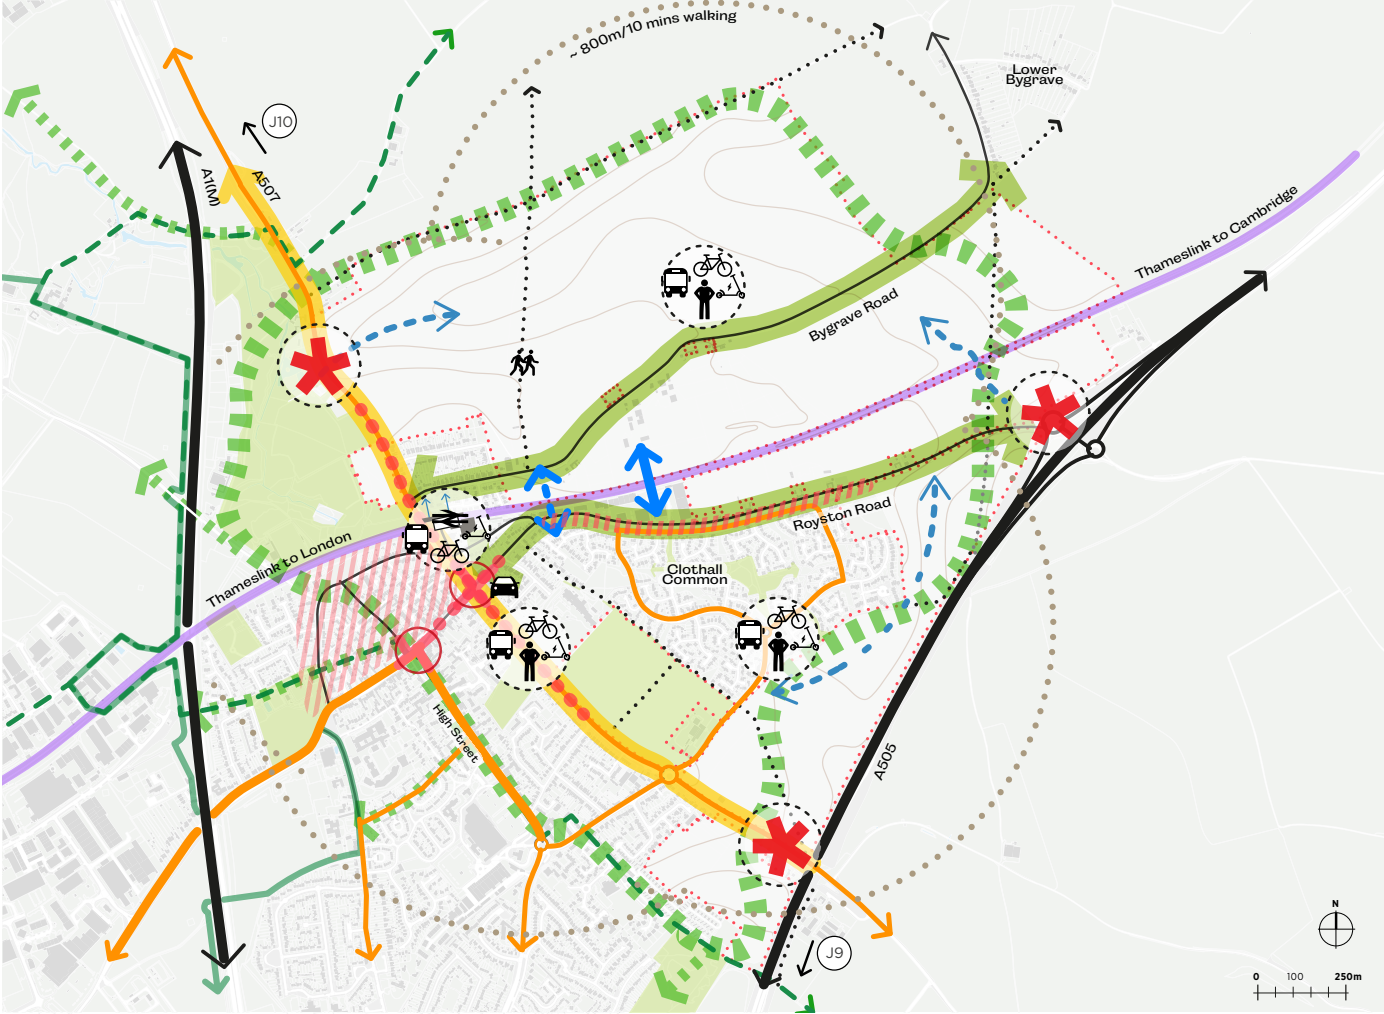 ~ 800m/10 mins walking
Lower
Bygrave
J10
A1(M)
A507
Thameslink to Cambridge
Bygrave Road
Royston Road
Thameslink to London
Clothall
Common
High Street
A505
J9
N
0 100 250m